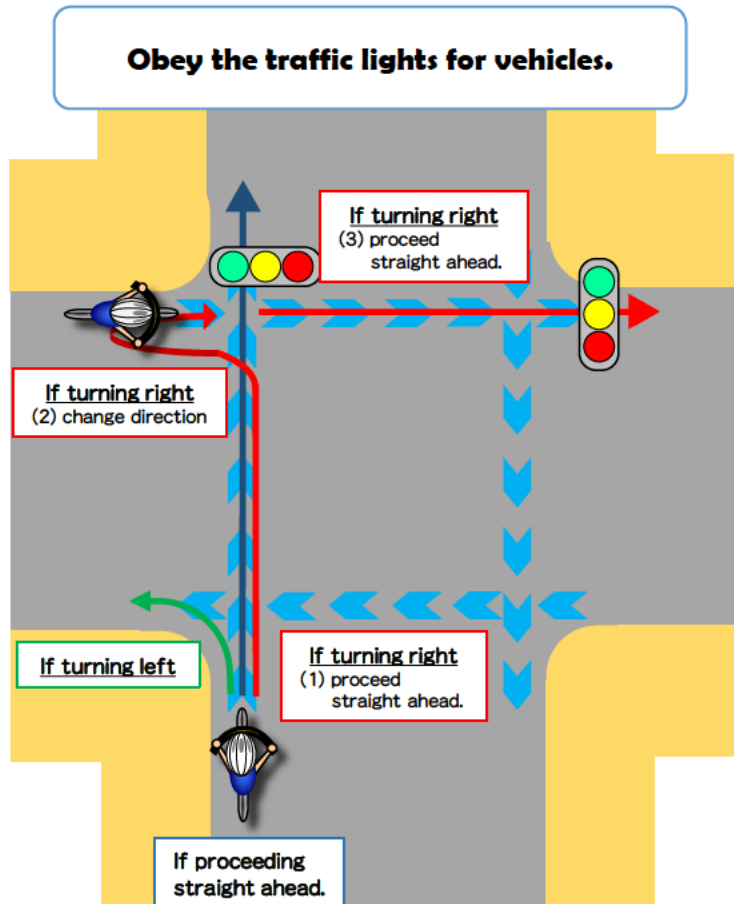 Obey the traffic lights for vehicles.
If turning right
(3) proceed
straight ahead.
If turning right
(2) change direction
If turning left
If turning right
(1) proceed
straight ahead.
If proceeding
straight ahead.